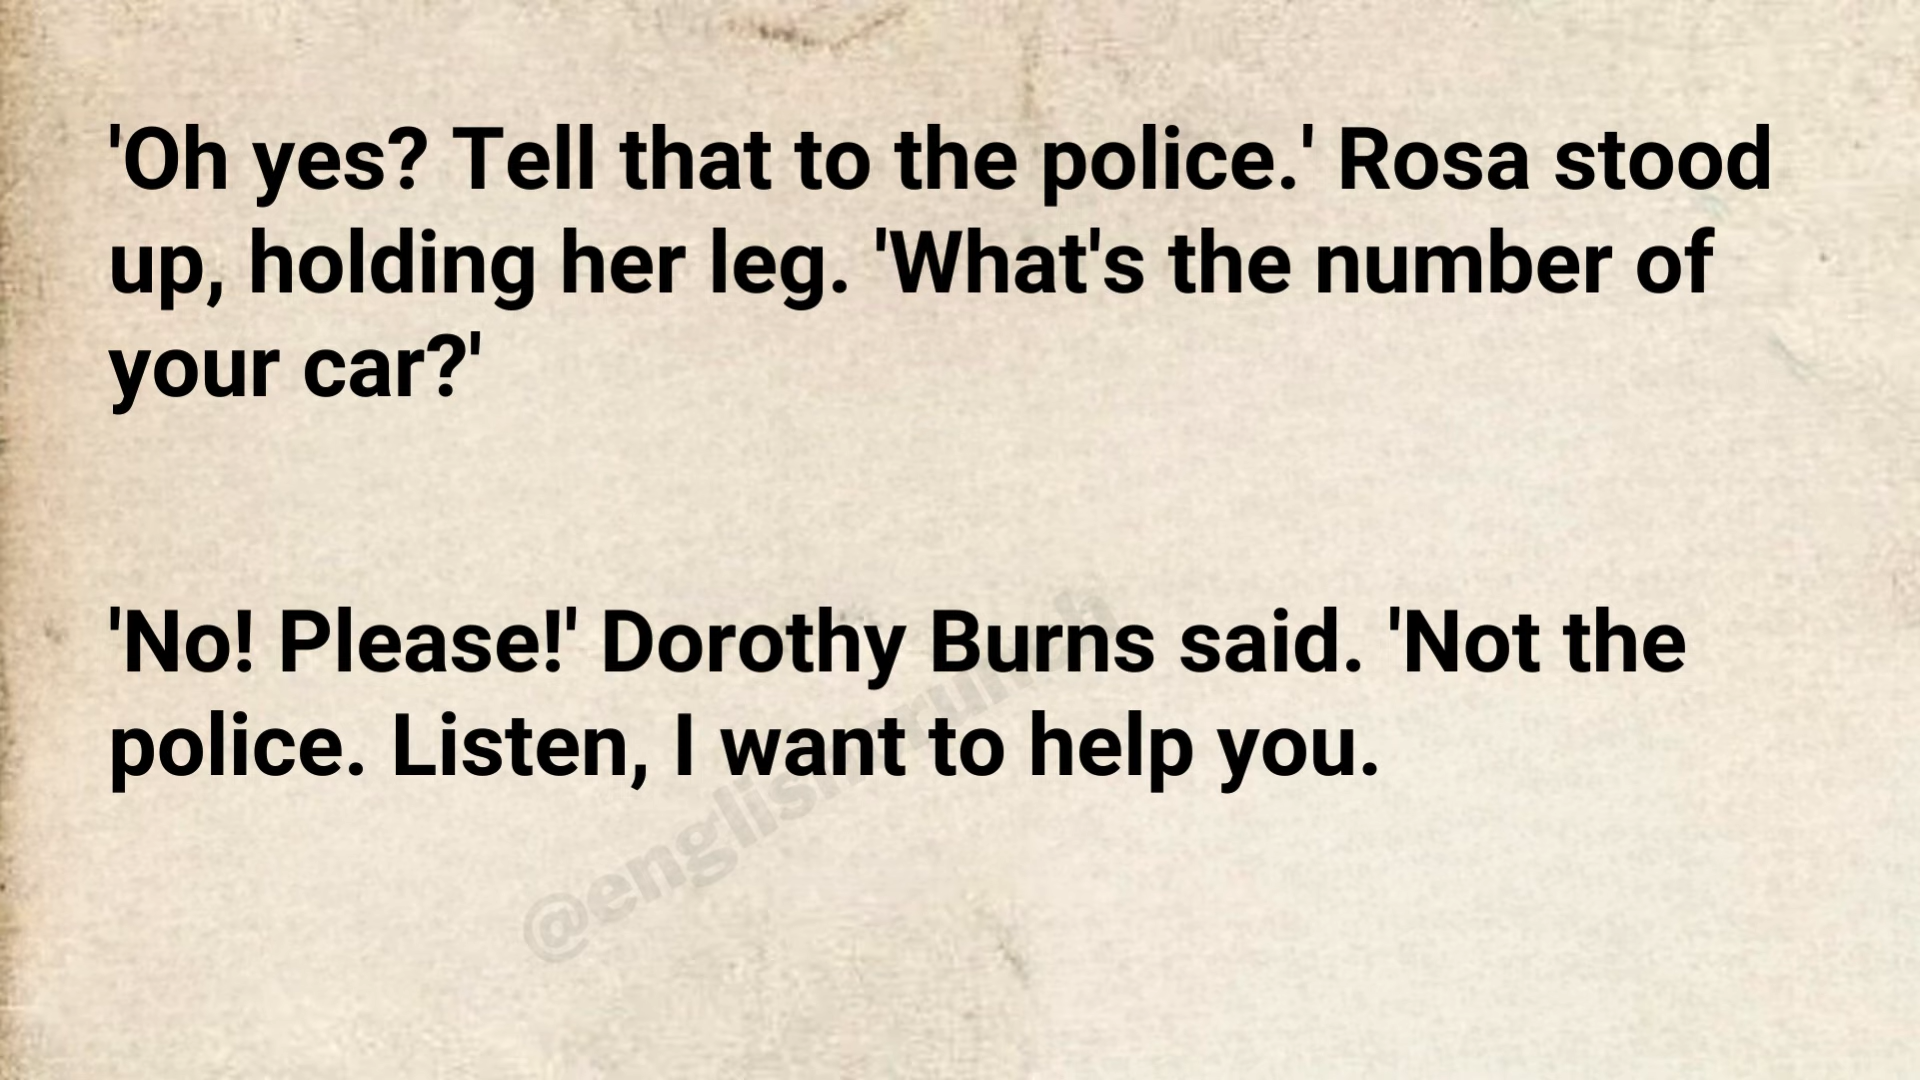 'Oh yes? Tell that to the police.' Rosa stood
up, holding her leg. 'What's the number of
your car?'
'No! Please!' Dorothy Burns said. 'Not the
police. Listen, I want to help you.